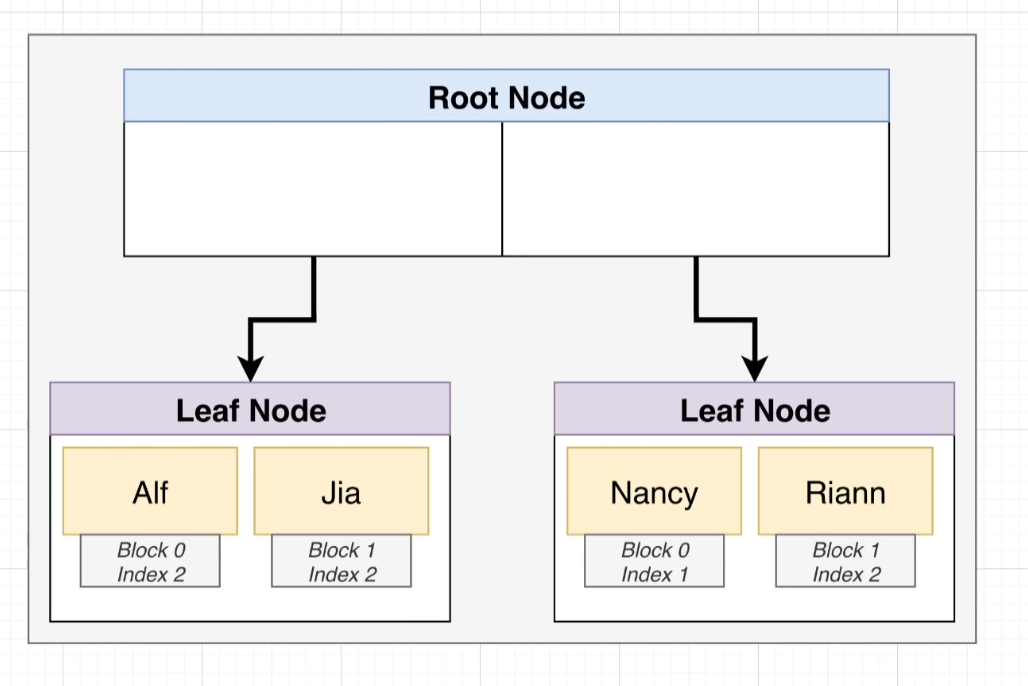 Root Node
Leaf Node
Alf
Jia
Block 0
Index 2
Block 1
Index 2
Leaf Node
Nancy
Riann
Block 0
Index 1
Block 1
Index 2